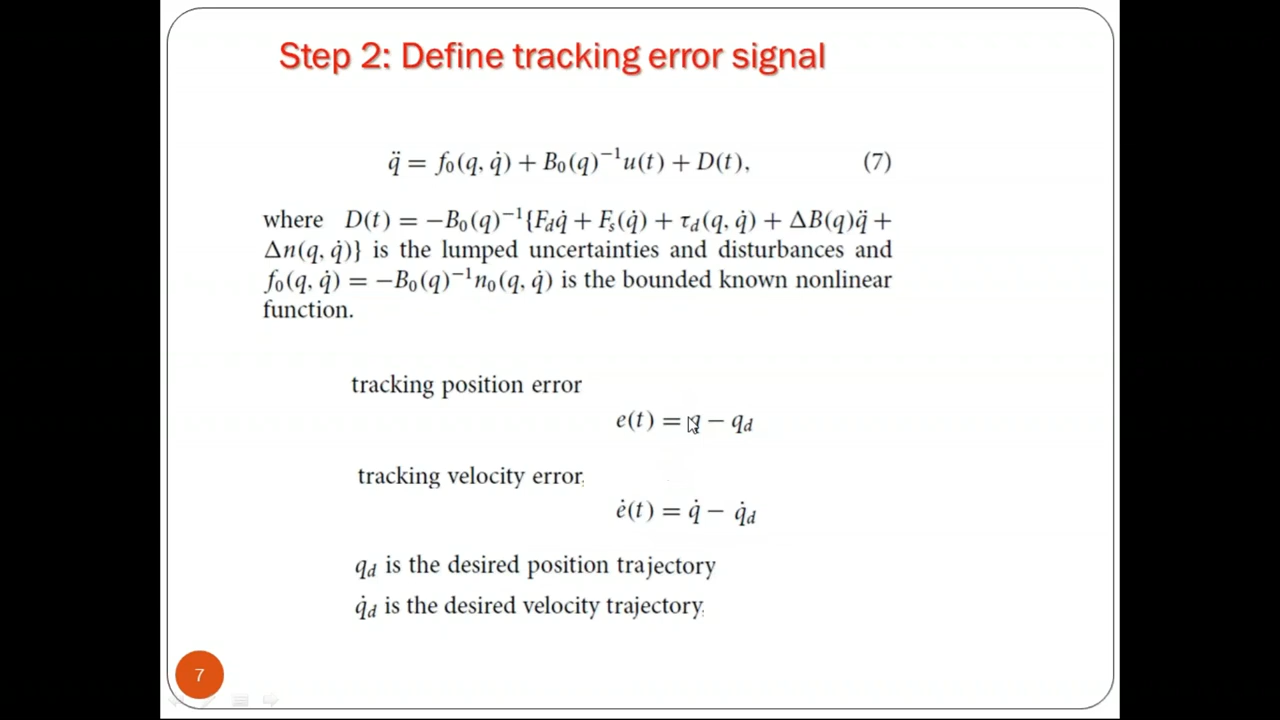 Step 2: Define tracking error signal
q̈ = f₀(q, q̇) + B₀(q)⁻¹u(t) + D(t), (7)
where D(t) = −B₀(q)⁻¹{F_d q̇ + F_s(q̇) + τ_d(q, q̇) + ΔB(q)q̈ +
Δn(q, q̇)} is the lumped uncertainties and disturbances and
f₀(q, q̇) = −B₀(q)⁻¹n₀(q, q̇) is the bounded known nonlinear
function.
tracking position error
e(t) = q − q_d
tracking velocity error
ė(t) = q̇ − q̇_d
q_d is the desired position trajectory
q̇_d is the desired velocity trajectory
7